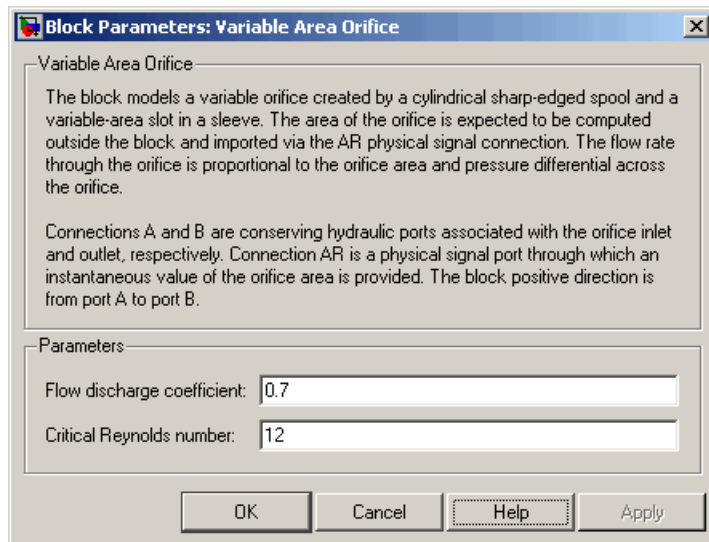 Block Parameters: Variable Area Orifice
Variable Area Orifice
The block models a variable orifice created by a cylindrical sharp-edged spool and a
variable-area slot in a sleeve. The area of the orifice is expected to be computed
outside the block and imported via the AR physical signal connection. The flow rate
through the orifice is proportional to the orifice area and pressure differential across
the orifice.
Connections A and B are conserving hydraulic ports associated with the orifice inlet
and outlet, respectively. Connection AR is a physical signal port through which an
instantaneous value of the orifice area is provided. The block positive direction is
from port A to port B.
Parameters
Flow discharge coefficient: 0.7
Critical Reynolds number: 12
OK Cancel Help Apply